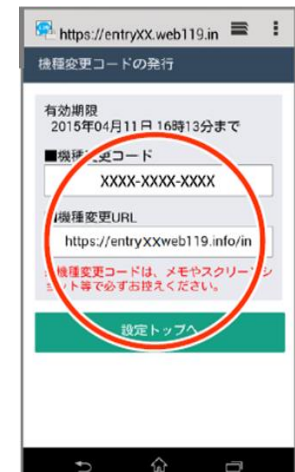 https://entryXX.web119.in
機種変更コードの発行
有効期限
2015年04月11日 16時13分まで
■機種変更コード
XXXX-XXXX-XXXX
■機種変更URL
https://entryXXweb119.info/in
※機種変更コードは、メモやスクリーンシ
ョット等で必ずお控えください。
設定トップへ